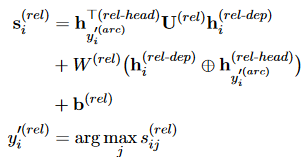 s_i^{(rel)} = h_{y_i'^{(arc)}}^{⊤(rel-head)} U^{(rel)} h_i^{(rel-dep)}
+ W^{(rel)} (h_i^{(rel-dep)} ⊕ h_{y_i'^{(arc)}}^{(rel-head)})
+ b^{(rel)}
y_i'^{(rel)} = arg max_j s_{ij}^{(rel)}